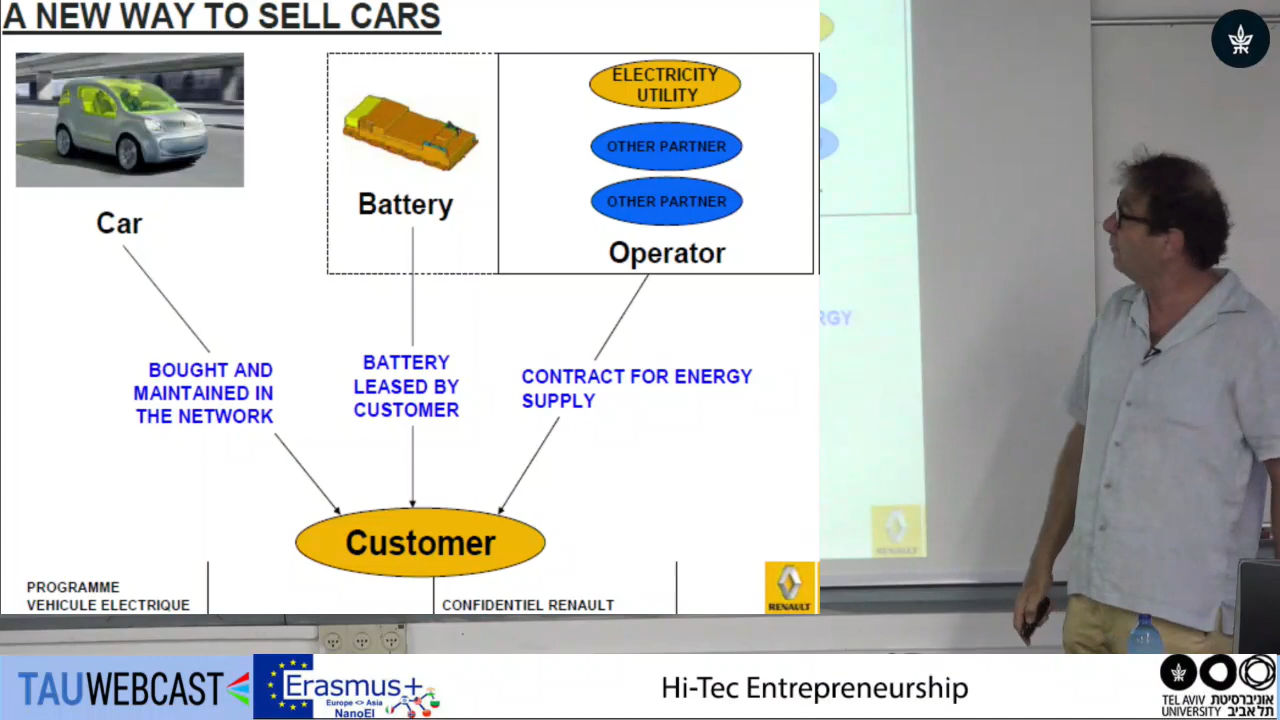 A NEW WAY TO SELL CARS
ELECTRICITY
UTILITY
OTHER PARTNER
OTHER PARTNER
Battery
Car
Operator
BOUGHT AND
MAINTAINED IN
THE NETWORK
BATTERY
LEASED BY
CUSTOMER
CONTRACT FOR ENERGY
SUPPLY
RGY
Customer
PROGRAMME
VEHICULE ELECTRIQUE
CONFIDENTIEL RENAULT
RENAULT
RENAULT
TAUWEBCAST
Erasmus+
Europe <> Asia
NanoEl
Hi-Tec Entrepreneurship
TEL AVIV אוניברסיטת
UNIVERSITY תל אביב